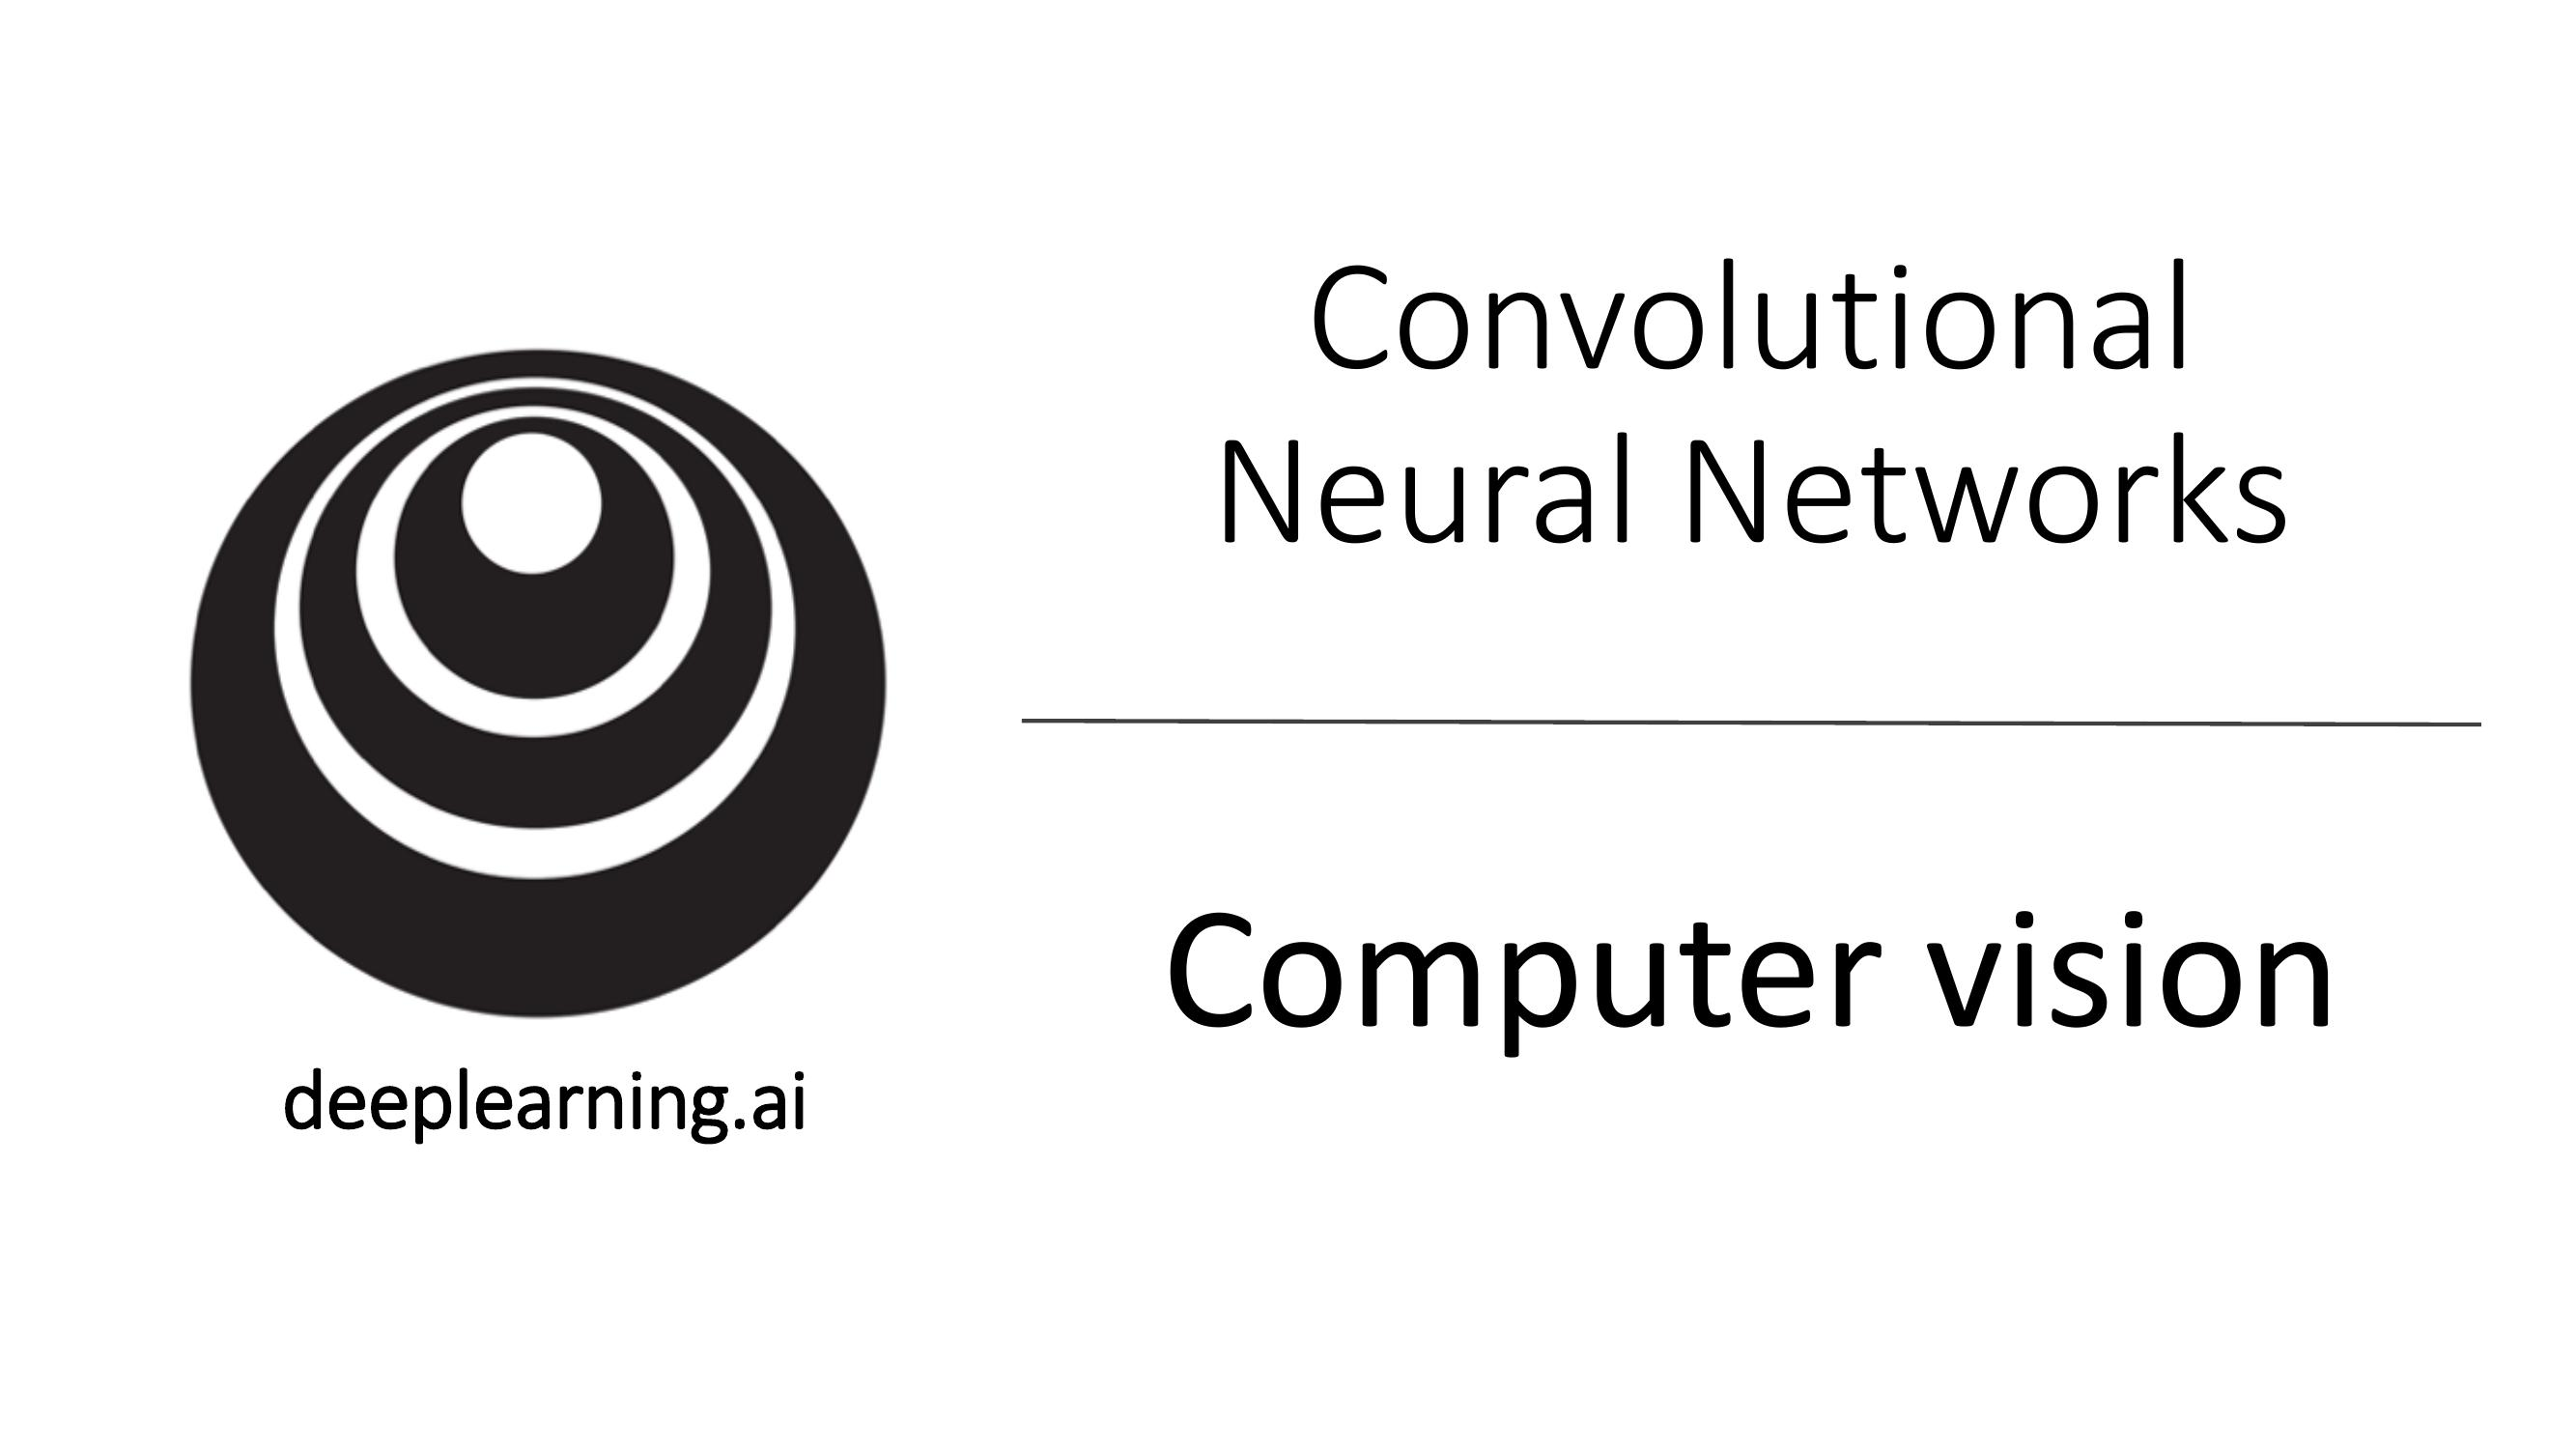 Convolutional
Neural Networks
Computer vision
deeplearning.ai